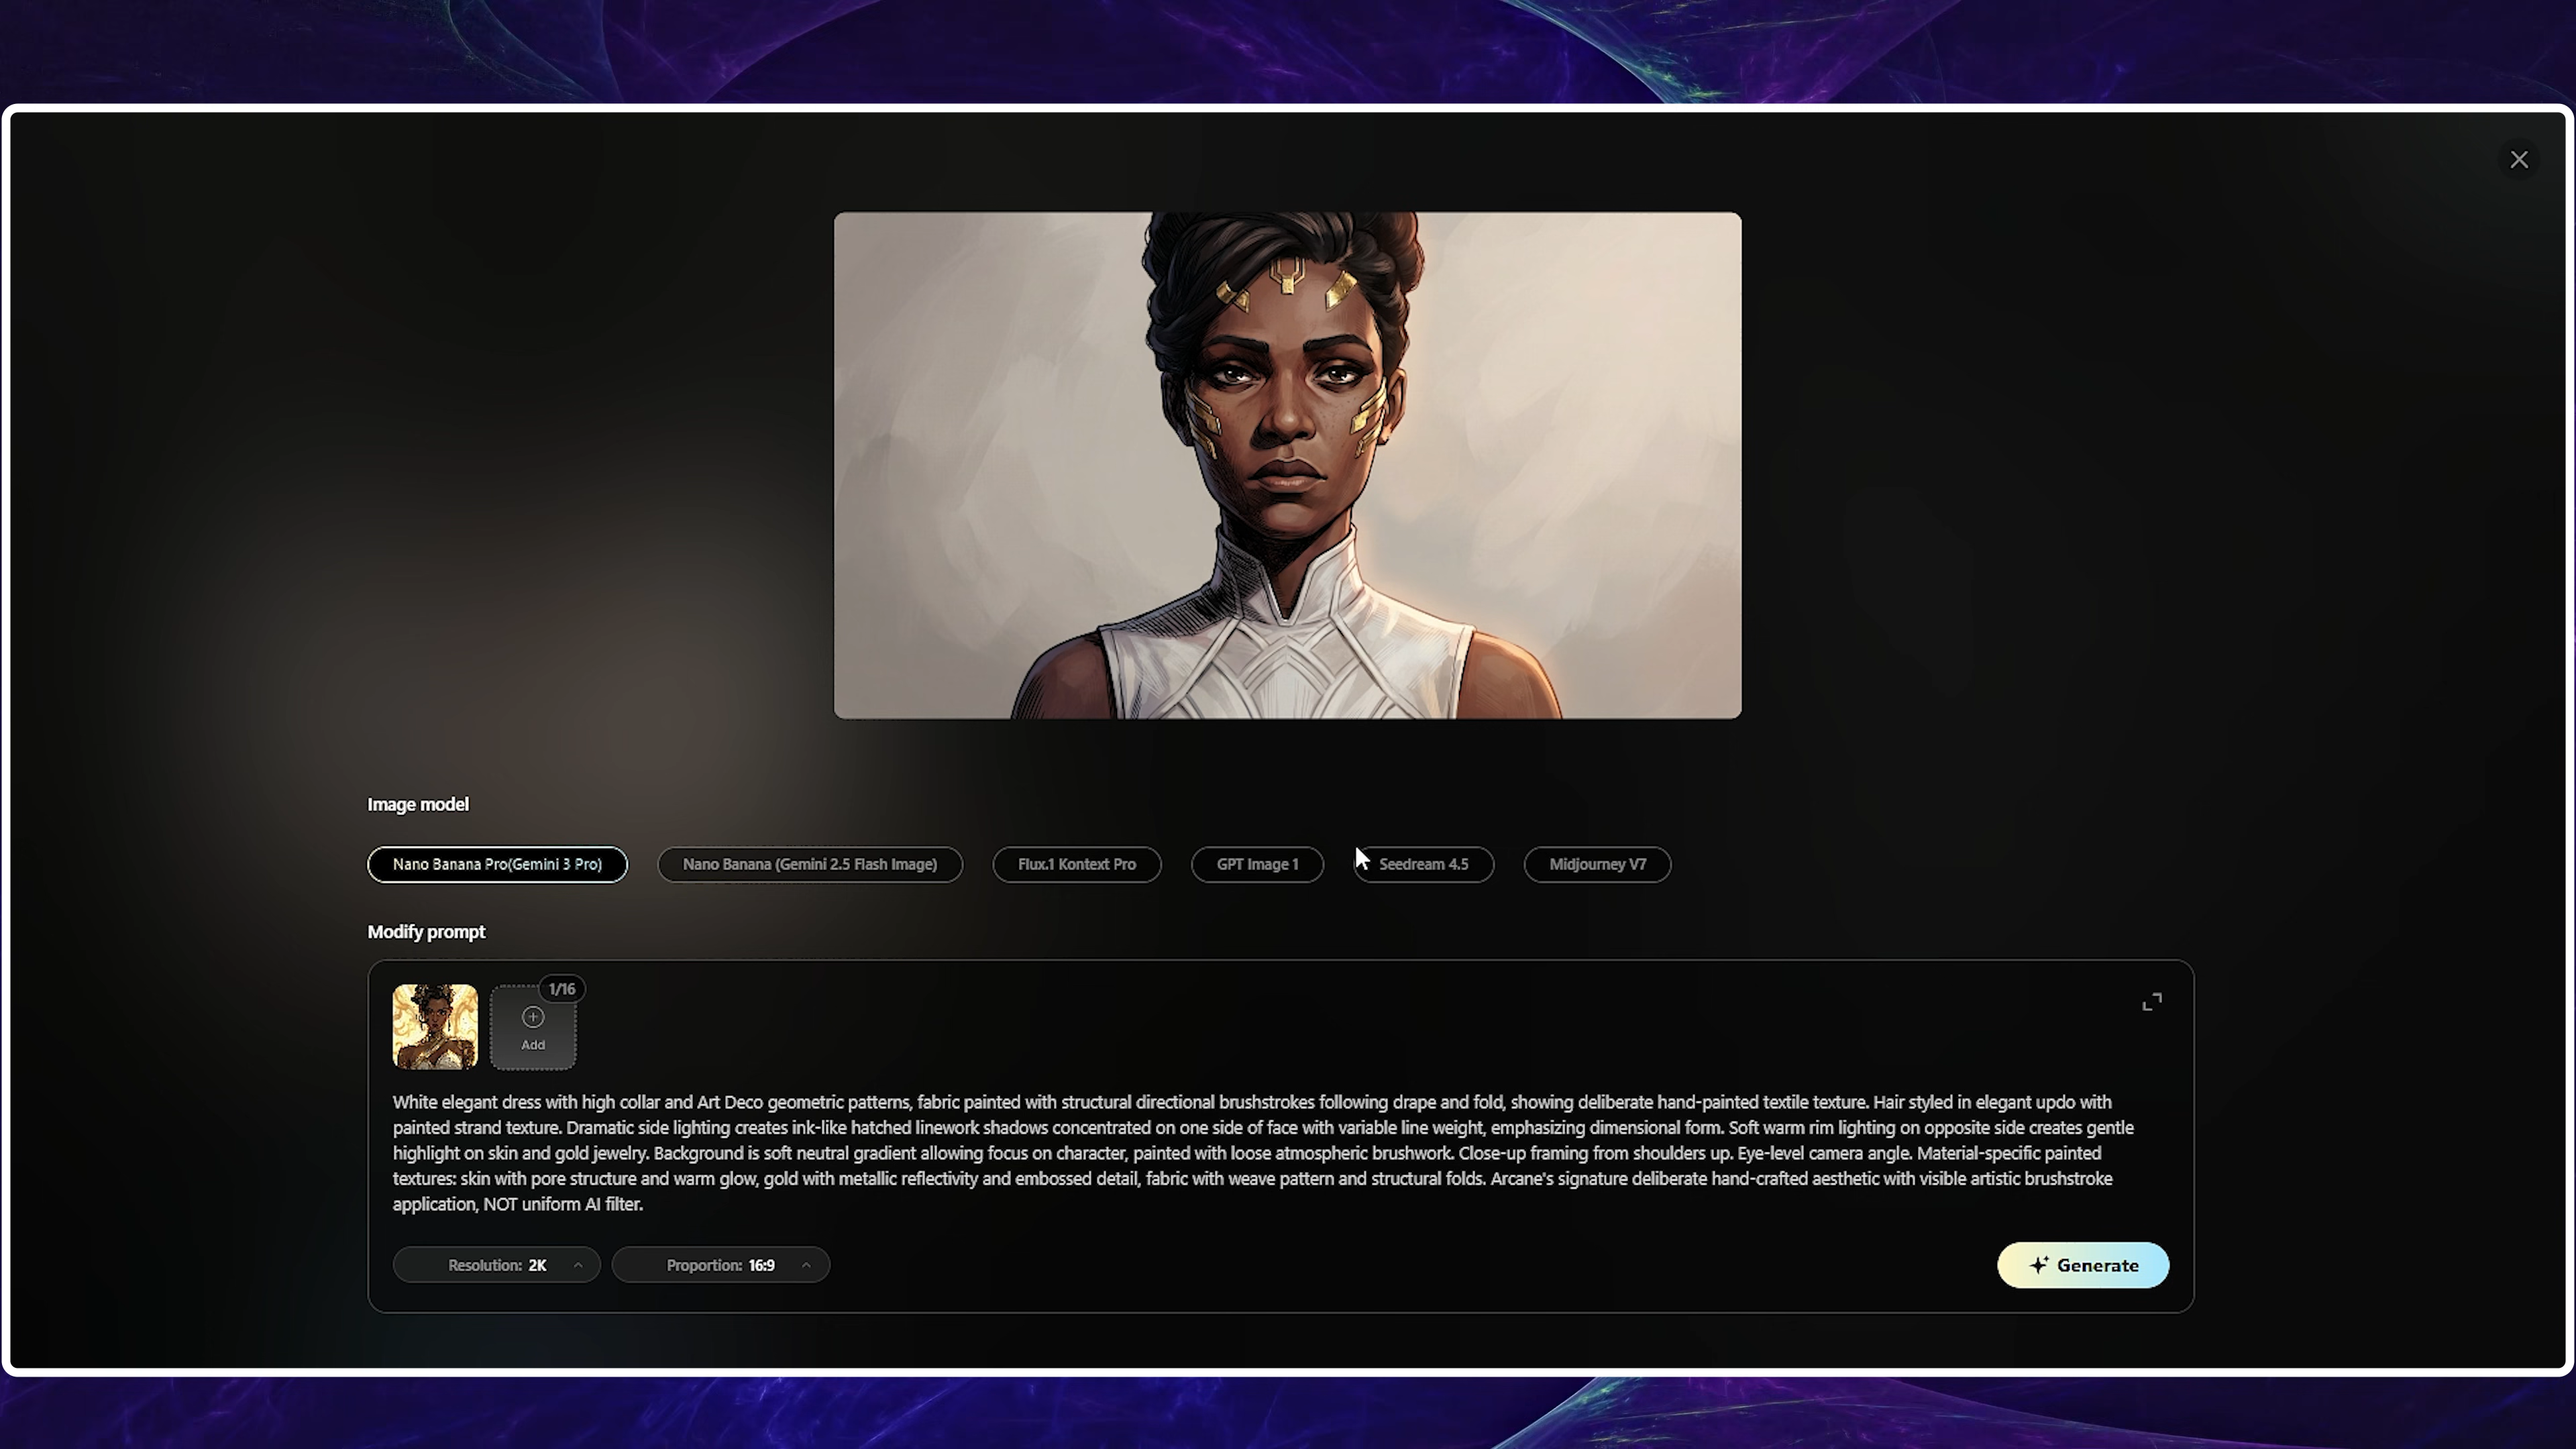 Image model
Nano Banana Pro(Gemini 3 Pro)
Nano Banana (Gemini 2.5 Flash Image)
Flux.1 Kontext Pro
GPT Image 1
Seedream 4.5
Midjourney V7
Modify prompt
1/16
Add
White elegant dress with high collar and Art Deco geometric patterns, fabric painted with structural directional brushstrokes following drape and fold, showing deliberate hand-painted textile texture. Hair styled in elegant updo with
painted strand texture. Dramatic side lighting creates ink-like hatched linework shadows concentrated on one side of face with variable line weight, emphasizing dimensional form. Soft warm rim lighting on opposite side creates gentle
highlight on skin and gold jewelry. Background is soft neutral gradient allowing focus on character, painted with loose atmospheric brushwork. Close-up framing from shoulders up. Eye-level camera angle. Material-specific painted
textures: skin with pore structure and warm glow, gold with metallic reflectivity and embossed detail, fabric with weave pattern and structural folds. Arcane's signature deliberate hand-crafted aesthetic with visible artistic brushstroke
application, NOT uniform AI filter.
Resolution: 2K
Proportion: 16:9
Generate